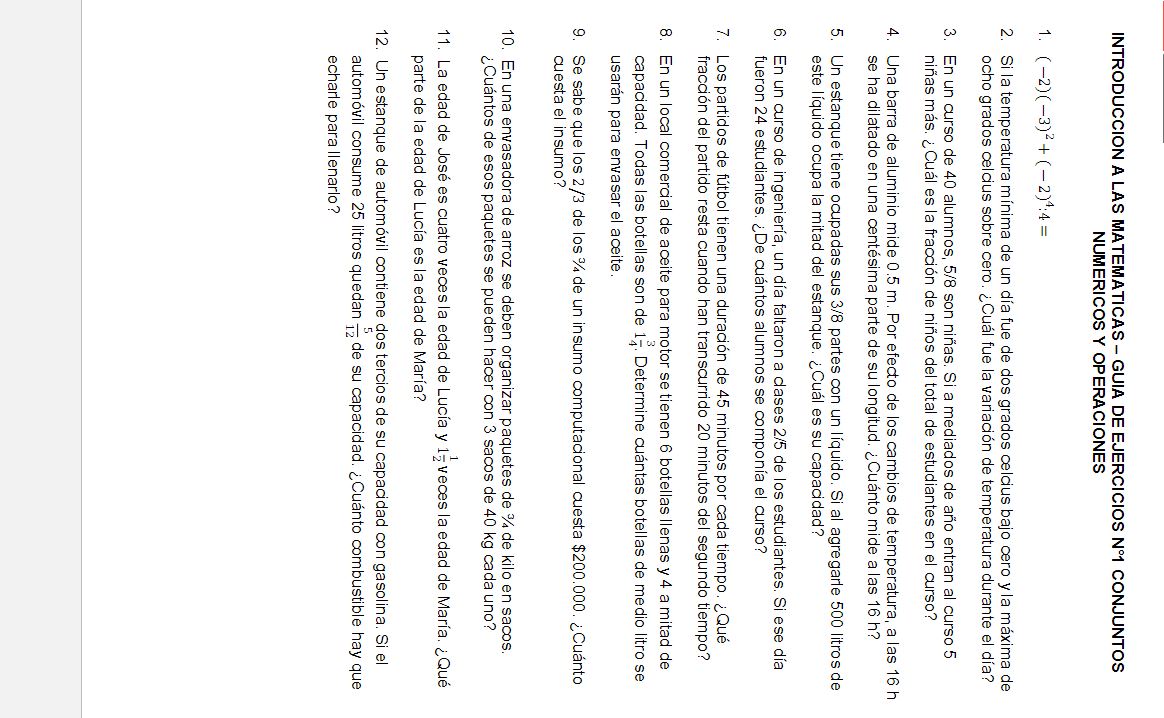 INTRODUCCION A LAS MATEMATICAS – GUIA DE EJERCICIOS Nº1 CONJUNTOS
NUMERICOS Y OPERACIONES
1. (−2)(−3)²+(−2)⁴:4 =
2. Si la temperatura mínima de un día fue de dos grados celcius bajo cero y la máxima de
ocho grados celcius sobre cero. ¿Cuál fue la variación de temperatura durante el día?
3. En un curso de 40 alumnos, 5/8 son niñas. Si a mediados de año entran al curso 5
niñas más. ¿Cuál es la fracción de niños del total de estudiantes en el curso?
4. Una barra de aluminio mide 0.5 m. Por efecto de los cambios de temperatura, a las 16 h
se ha dilatado en una centésima parte de su longitud. ¿Cuánto mide a las 16 h?
5. Un estanque tiene ocupadas sus 3/8 partes con un líquido. Si al agregarle 500 litros de
este líquido ocupa la mitad del estanque. ¿Cuál es su capacidad?
6. En un curso de ingeniería, un día faltaron a clases 2/5 de los estudiantes. Si ese día
fueron 24 estudiantes. ¿De cuántos alumnos se componía el curso?
7. Los partidos de fútbol tienen una duración de 45 minutos por cada tiempo. ¿Qué
fracción del partido resta cuando han transcurrido 20 minutos del segundo tiempo?
8. En un local comercial de aceite para motor se tienen 6 botellas llenas y 4 a mitad de
capacidad. Todas las botellas son de 1 3/4. Determine cuántas botellas de medio litro se
usarán para envasar el aceite.
9. Se sabe que los 2/3 de los ¾ de un insumo computacional cuesta $200.000. ¿Cuánto
cuesta el insumo?
10. En una envasadora de arroz se deben organizar paquetes de ¾ de kilo en sacos.
¿Cuántos de esos paquetes se pueden hacer con 3 sacos de 40 kg cada uno?
11. La edad de José es cuatro veces la edad de Lucía y 1 1/2 veces la edad de María. ¿Qué
parte de la edad de Lucía es la edad de María?
12. Un estanque de automóvil contiene dos tercios de su capacidad con gasolina. Si el
automóvil consume 25 litros quedan 5/12 de su capacidad. ¿Cuánto combustible hay que
echarle para llenarlo?